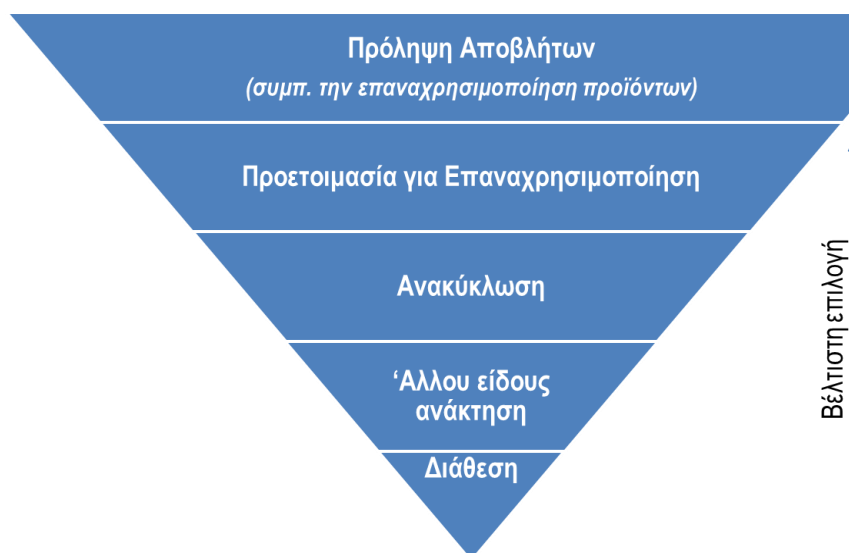 Πρόληψη Αποβλήτων
(συμπ. την επαναχρησιμοποίηση προϊόντων)
Προετοιμασία για Επαναχρησιμοποίηση
Ανακύκλωση
‘Αλλου είδους
ανάκτηση
Διάθεση
Βέλτιστη επιλογή